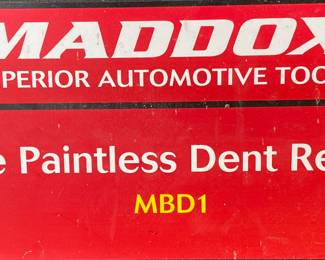 MADDOX
PERIOR AUTOMOTIVE TOO
e Paintless Dent Re
MBD1